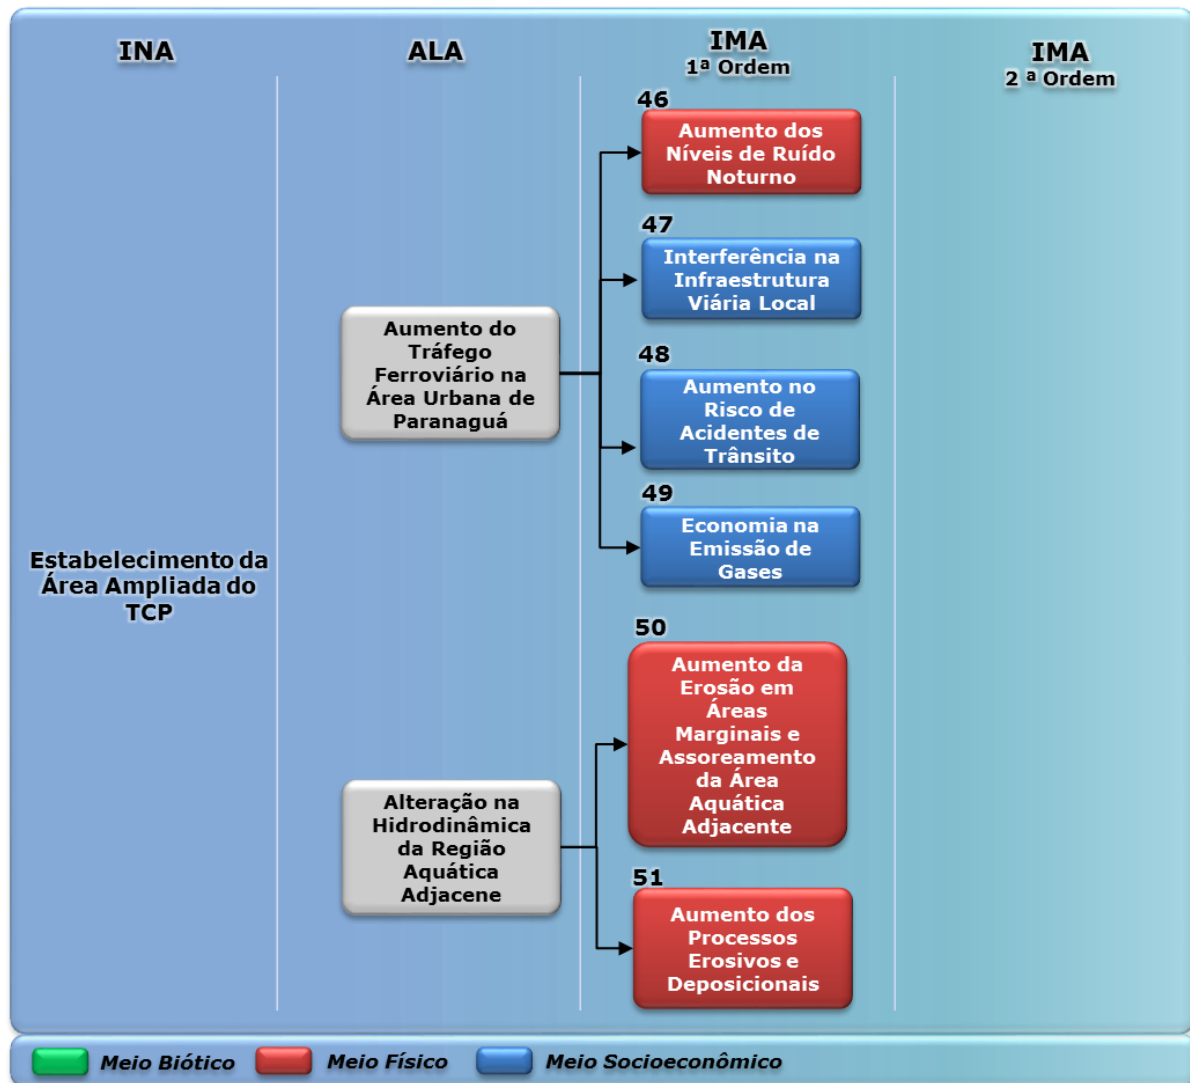 INA
ALA
IMA
1ª Ordem
IMA
2 ª Ordem
Estabelecimento da
Área Ampliada do
TCP
Aumento do
Tráfego
Ferroviário na
Área Urbana de
Paranaguá
46
Aumento dos
Níveis de Ruído
Noturno
47
Interferência na
Infraestrutura
Viária Local
48
Aumento no
Risco de
Acidentes de
Trânsito
49
Economia na
Emissão de
Gases
Alteração na
Hidrodinâmica
da Região
Aquática
Adjacene
50
Aumento da
Erosão em
Áreas
Marginais e
Assoreamento
da Área
Aquática
Adjacente
51
Aumento dos
Processos
Erosivos e
Deposicionais
Meio Biótico
Meio Físico
Meio Socioeconômico